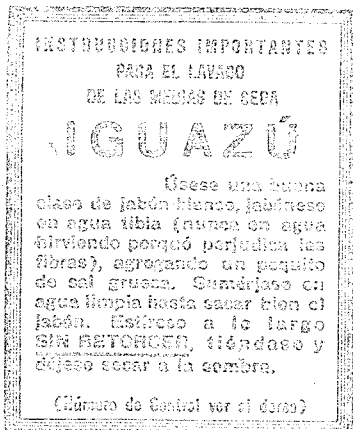 INSTRUCCIONES IMPORTANTES
PARA EL LAVADO
DE LAS MEDIAS DE SEDA
IGUAZÚ
Úsese una buena
clase de jabón blanco, jabónese
en agua tibia (nunca en agua
hirviendo porqué perjudica las
fibras), agregando un poquito
de sal gruesa. Sumérjase en
agua limpia hasta sacar bien el
jabón. Estírese a lo largo
SIN RETORCER, tiéndase y
déjese secar a la sombra.
(Número de Control ver al dorso)